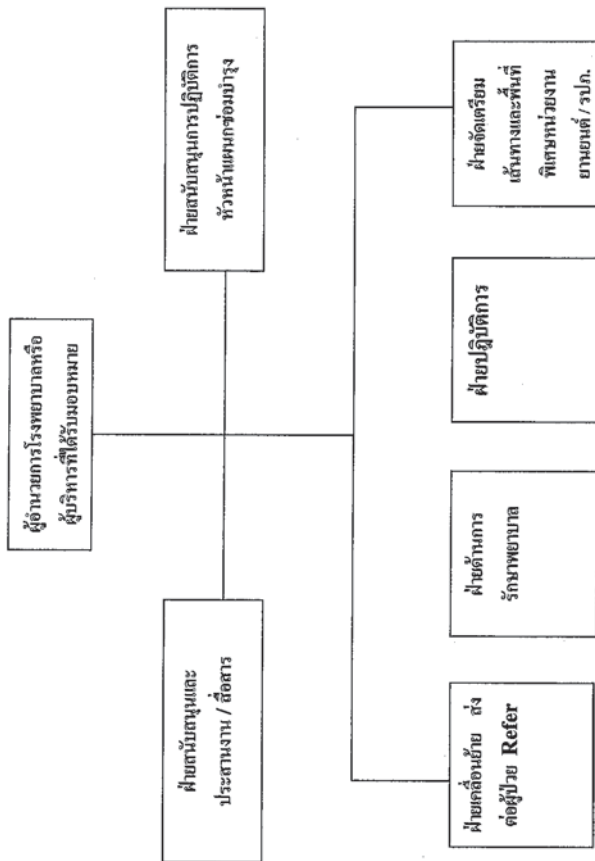 ผู้อำนวยการโรงพยาบาลหรือ
ผู้บริหารที่ได้รับมอบหมาย
ฝ่ายสนับสนุนและ
ประสานงาน / สื่อสาร
ฝ่ายสนับสนุนการปฏิบัติการ
หัวหน้าแผนกซ่อมบำรุง
ฝ่ายเคลื่อนย้าย ส่ง
ต่อผู้ป่วย Refer
ฝ่ายด้านการ
รักษาพยาบาล
ฝ่ายปฏิบัติการ
ฝ่ายจัดเตรียม
เส้นทางและพื้นที่
พิเศษหน่วยงาน
ยานยนต์ / รปภ.